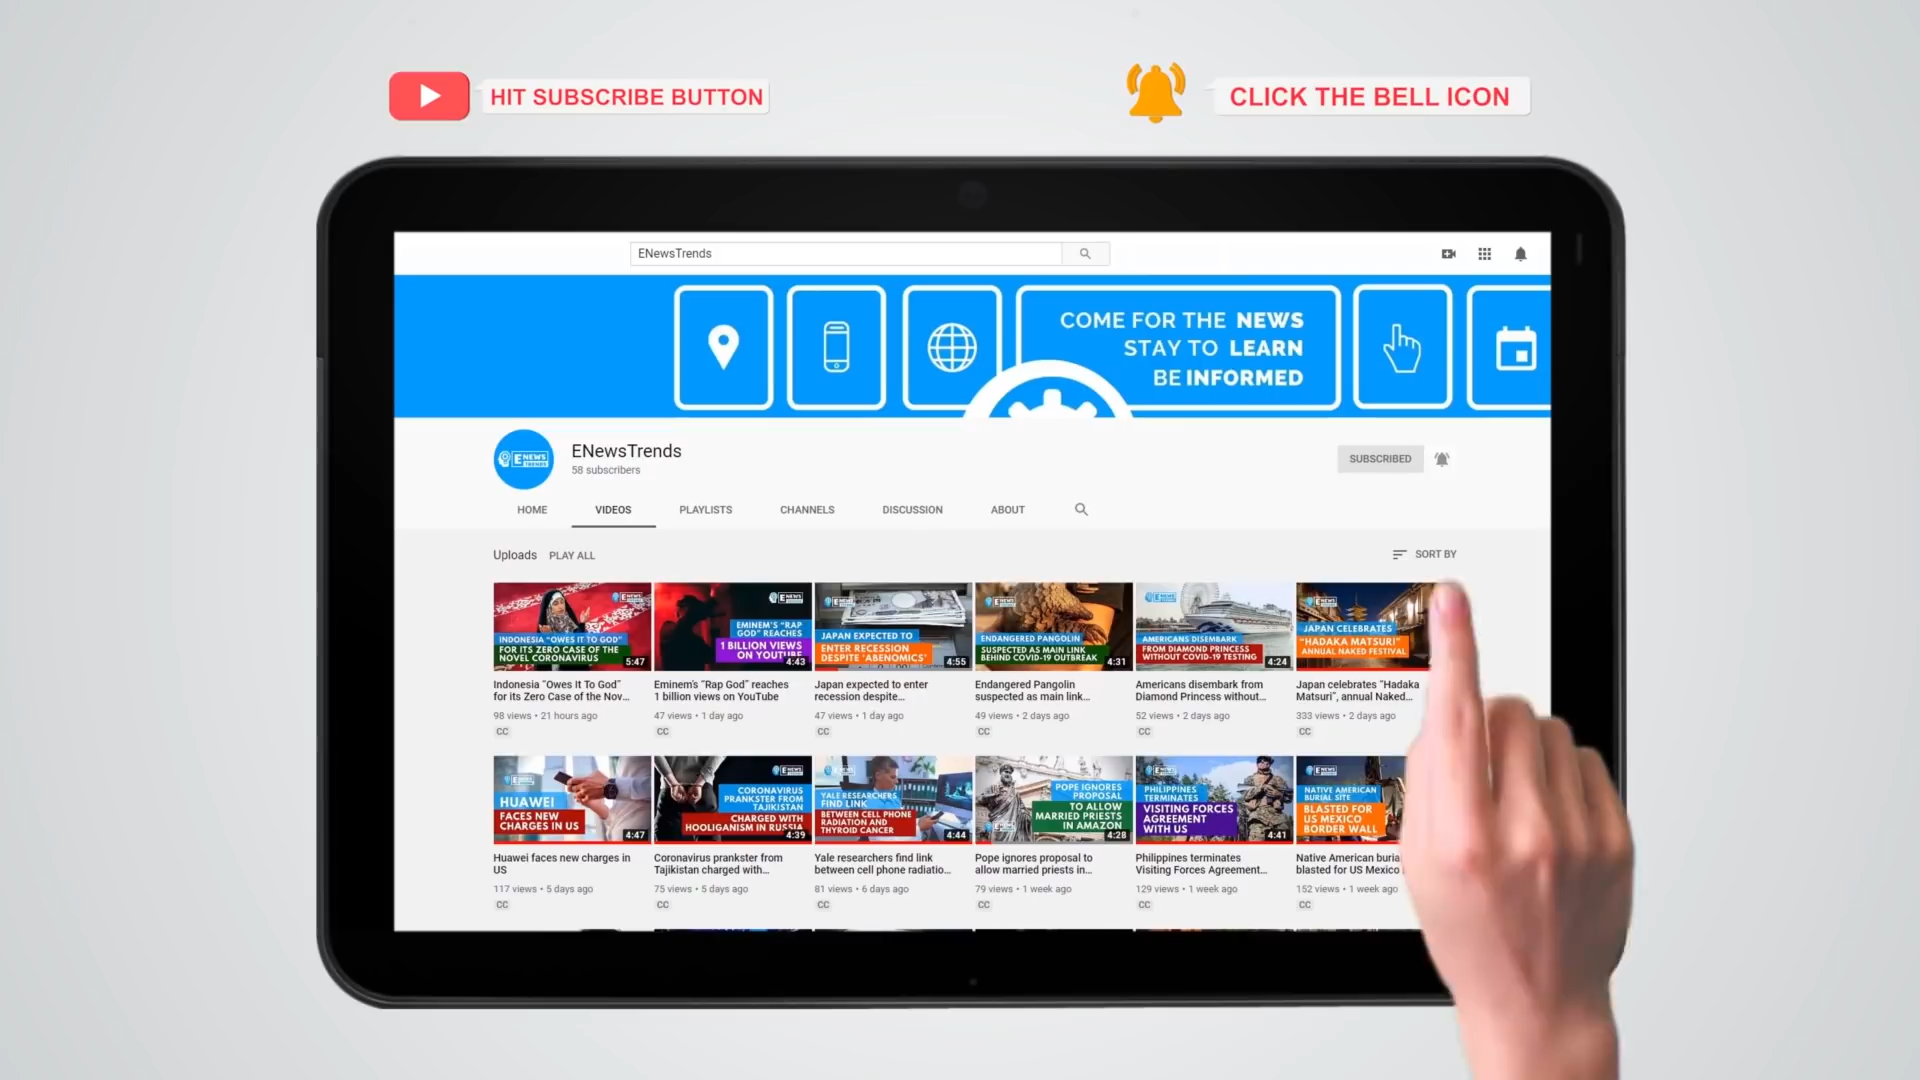 HIT SUBSCRIBE BUTTON
CLICK THE BELL ICON
ENewsTrends
COME FOR THE NEWS
STAY TO LEARN
BE INFORMED
E NEWS
TRENDS
ENewsTrends
58 subscribers
SUBSCRIBED
HOME
VIDEOS
PLAYLISTS
CHANNELS
DISCUSSION
ABOUT
Uploads
PLAY ALL
SORT BY
INDONESIA "OWES IT TO GOD"
FOR ITS ZERO CASE OF THE
NOVEL CORONAVIRUS
5:47
EMINEM'S "RAP
GOD" REACHES
1 BILLION VIEWS
ON YOUTUBE
4:43
JAPAN EXPECTED TO
ENTER RECESSION
DESPITE 'ABENOMICS'
4:55
ENDANGERED PANGOLIN
SUSPECTED AS MAIN LINK
BEHIND COVID-19 OUTBREAK
4:31
AMERICANS DISEMBARK
FROM DIAMOND PRINCESS
WITHOUT COVID-19 TESTING
4:24
JAPAN CELEBRATES
"HADAKA MATSURI"
ANNUAL NAKED FESTIVAL
Indonesia "Owes It To God"
for its Zero Case of the Nov...
98 views • 21 hours ago
CC
Eminem's "Rap God" reaches
1 billion views on YouTube
47 views • 1 day ago
CC
Japan expected to enter
recession despite...
47 views • 1 day ago
CC
Endangered Pangolin
suspected as main link...
49 views • 2 days ago
CC
Americans disembark from
Diamond Princess without...
52 views • 2 days ago
CC
Japan celebrates "Hadaka
Matsuri", annual Naked...
333 views • 2 days ago
CC
HUAWEI
FACES NEW
CHARGES IN US
4:47
CORONAVIRUS
PRANKSTER FROM
TAJIKISTAN
CHARGED WITH
HOOLIGANISM IN RUSSIA
4:39
YALE RESEARCHERS
FIND LINK
BETWEEN CELL PHONE
RADIATION AND
THYROID CANCER
4:44
POPE IGNORES
PROPOSAL
TO ALLOW
MARRIED PRIESTS
IN AMAZON
4:28
PHILIPPINES
TERMINATES
VISITING FORCES
AGREEMENT
WITH US
4:41
NATIVE AMERICAN
BURIAL SITE
BLASTED FOR
US MEXICO
BORDER WALL
Huawei faces new charges in
US
117 views • 5 days ago
CC
Coronavirus prankster from
Tajikistan charged with...
75 views • 5 days ago
CC
Yale researchers find link
between cell phone radiatio...
81 views • 6 days ago
CC
Pope ignores proposal to
allow married priests in...
79 views • 1 week ago
CC
Philippines terminates
Visiting Forces Agreement...
129 views • 1 week ago
CC
Native American buria
blasted for US Mexico
152 views • 1 week ago
CC